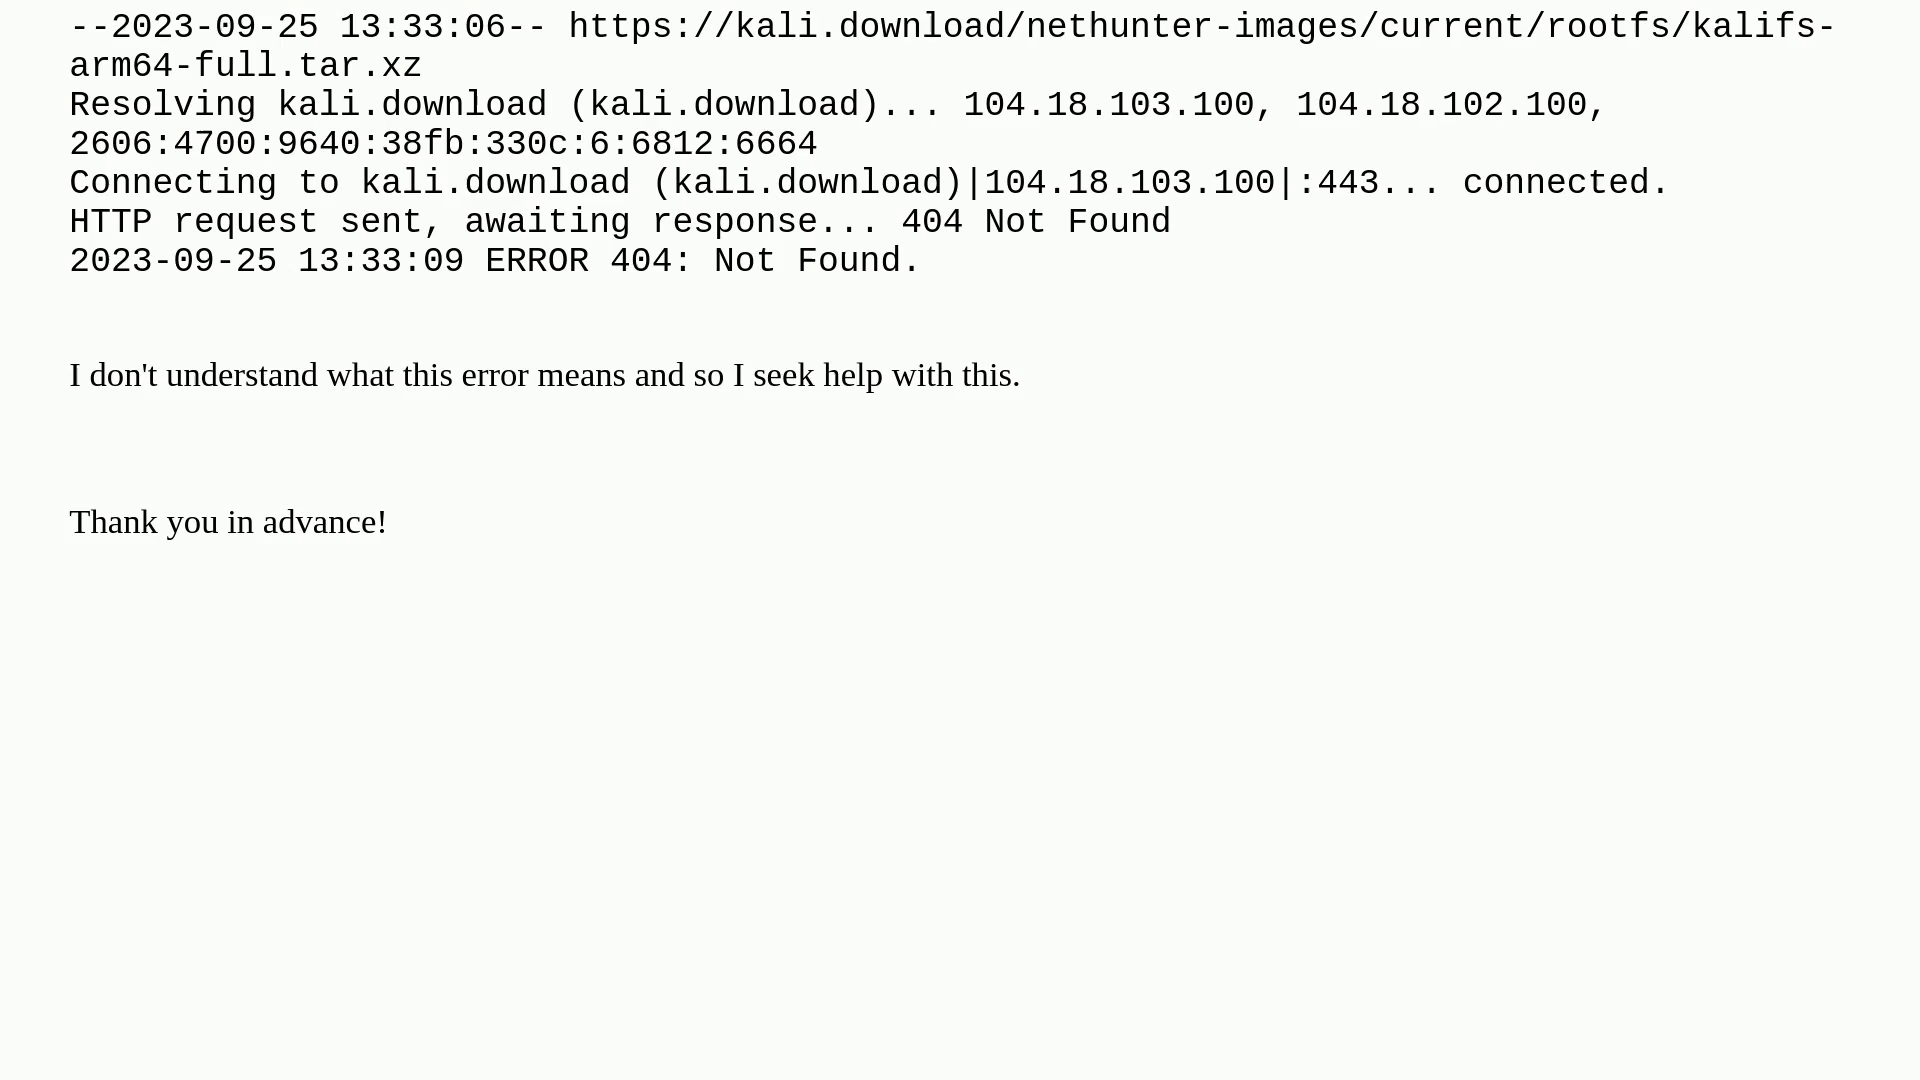 --2023-09-25 13:33:06-- https://kali.download/nethunter-images/current/rootfs/kalifs-
arm64-full.tar.xz
Resolving kali.download (kali.download)... 104.18.103.100, 104.18.102.100,
2606:4700:9640:38fb:330c:6:6812:6664
Connecting to kali.download (kali.download)|104.18.103.100|:443... connected.
HTTP request sent, awaiting response... 404 Not Found
2023-09-25 13:33:09 ERROR 404: Not Found.
I don't understand what this error means and so I seek help with this.
Thank you in advance!